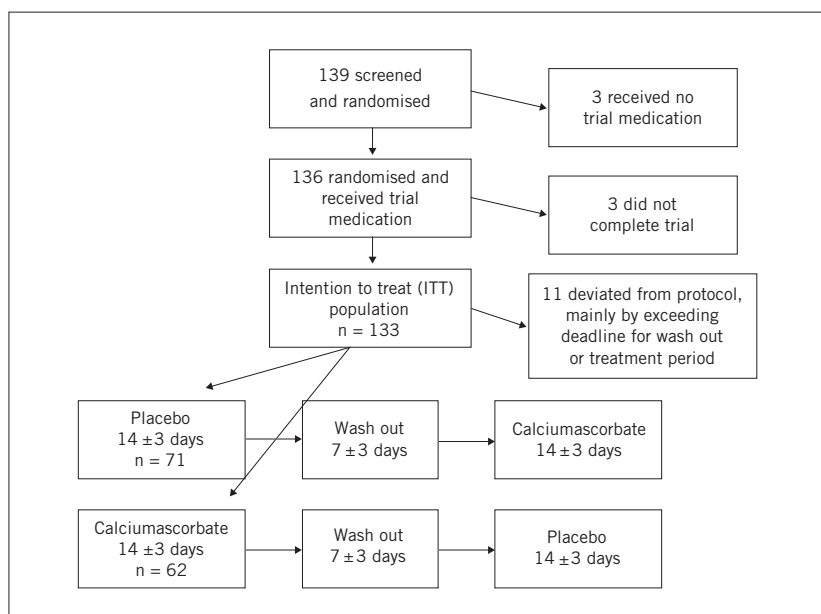 139 screened
and randomised
3 received no
trial medication
136 randomised and
received trial
medication
3 did not
complete trial
Intention to treat (ITT)
population
n = 133
11 deviated from protocol,
mainly by exceeding
deadline for wash out
or treatment period
Placebo
14 ±3 days
n = 71
Wash out
7 ±3 days
Calciumascorbate
14 ±3 days
Calciumascorbate
14 ±3 days
n = 62
Wash out
7 ±3 days
Placebo
14 ±3 days